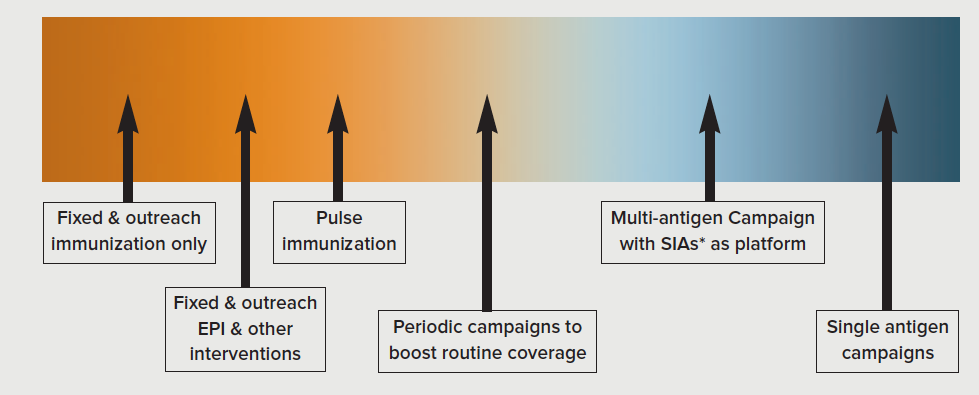 Fixed & outreach
immunization only
Fixed & outreach
EPI & other
interventions
Pulse
immunization
Periodic campaigns to
boost routine coverage
Multi-antigen Campaign
with SIAs* as platform
Single antigen
campaigns